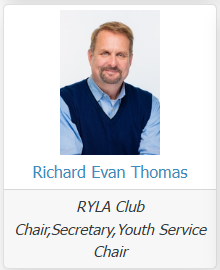 Richard Evan Thomas
RYLA Club
Chair,Secretary,Youth Service
Chair